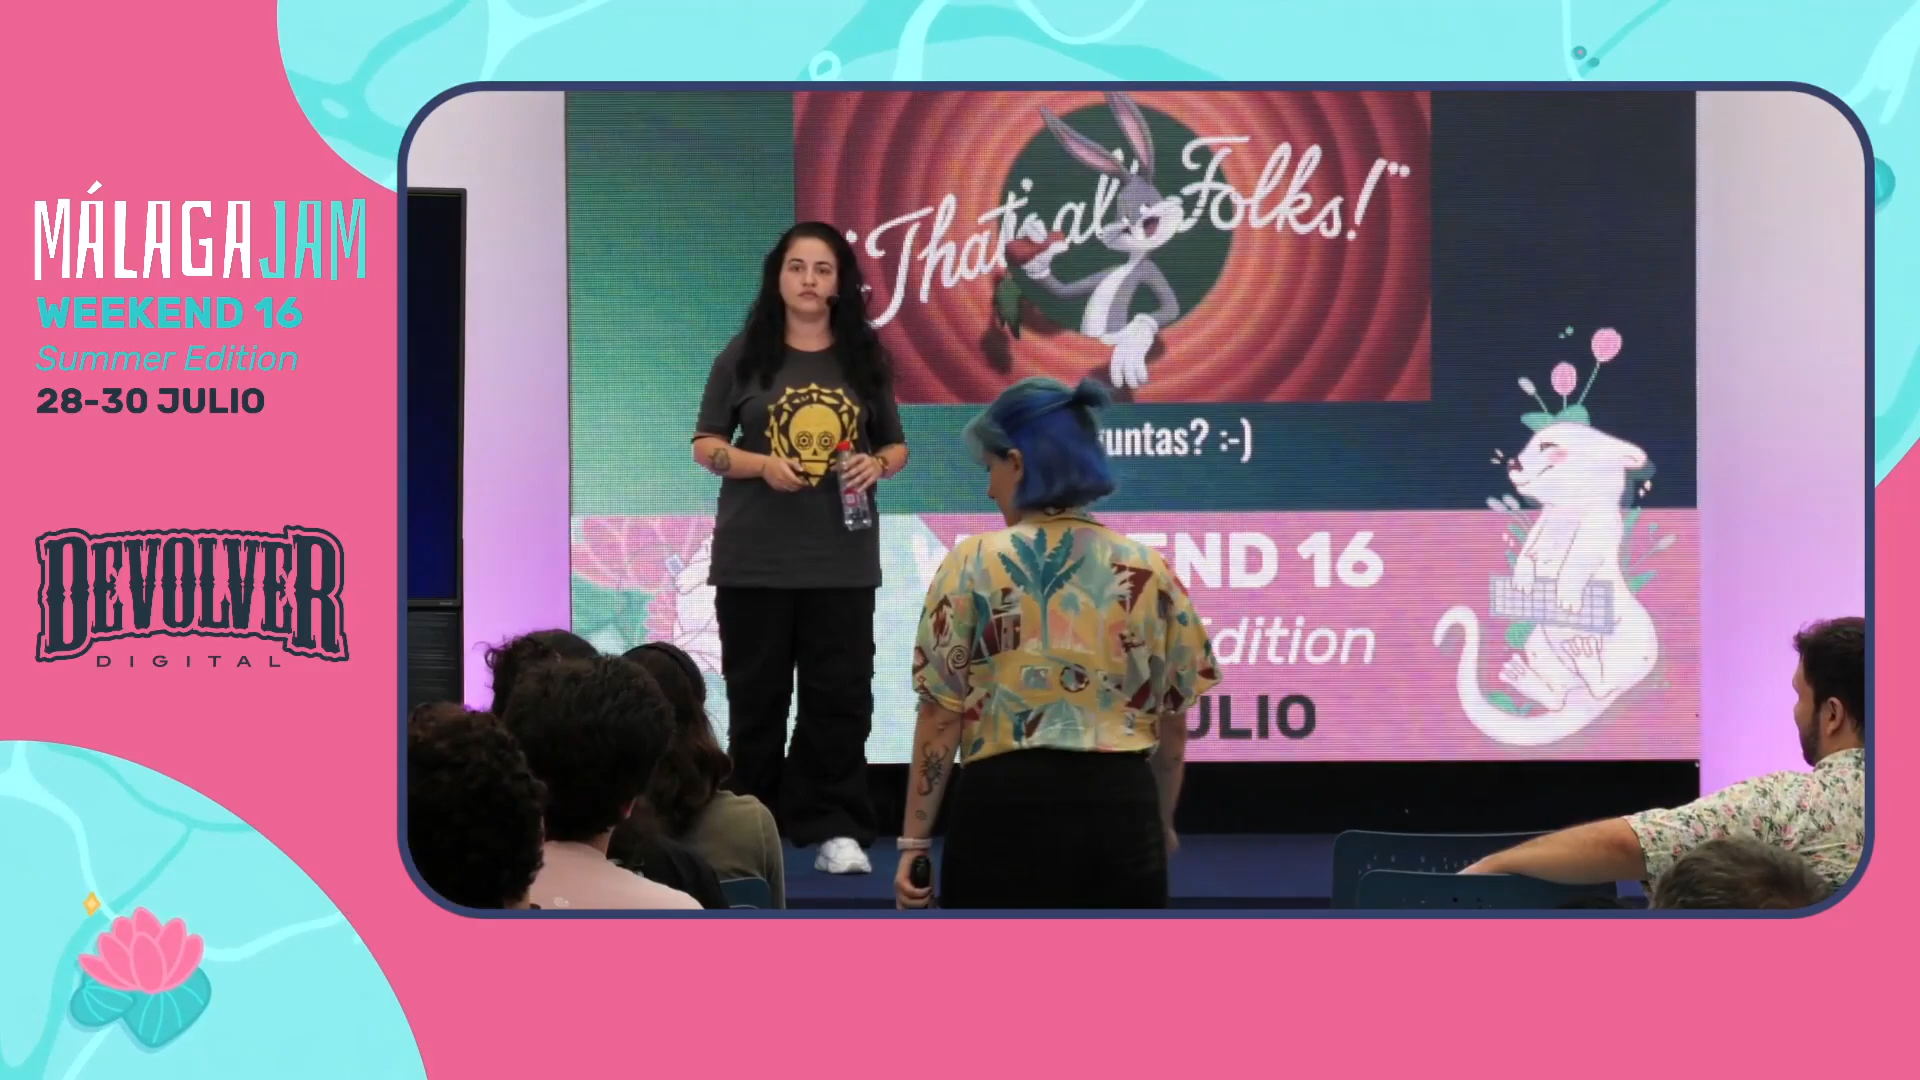 MÁLAGAJAM
WEEKEND 16
Summer Edition
28-30 JULIO
DEVOLVER
DIGITAL
"That's all Folks!"
untas? :-)
END 16
dition
ULIO